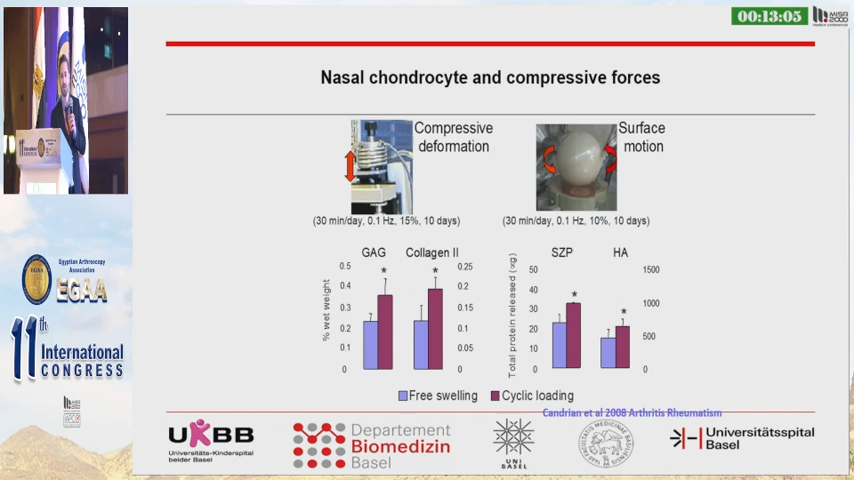 00:13:05
MISR
2000
Nasal chondrocyte and compressive forces
Compressive
deformation
Surface
motion
(30 min/day, 0.1 Hz, 15%, 10 days)
(30 min/day, 0.1 Hz, 10%, 10 days)
GAG
Collagen II
SZP
HA
% wet weight
0.5
0.4
0.3
0.2
0.1
0
*
*
0.25
0.2
0.15
0.1
0.05
0
Total protein released (∝g)
50
40
30
20
10
0
*
*
1500
1000
500
0
Free swelling
Cyclic loading
Candrian et al 2008 Arthritis Rheumatism
UKBB
Universitäts-Kinderspital
beider Basel
Departement
Biomedizin
Basel
UNI
BASEL
Universitätsspital
Basel
Egyptian Arthroscopy
Association
EGAA
11th
International
CONGRESS
11th
International
CONGRESS